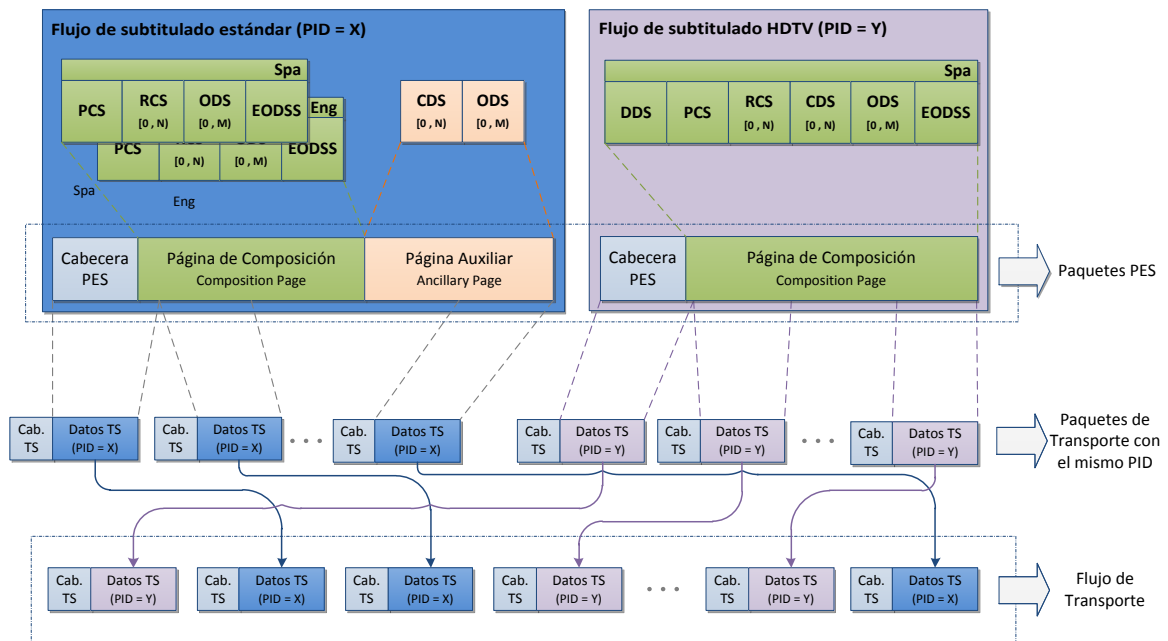 Flujo de subtitulado estándar (PID = X)
Spa
PCS
RCS
[0 , N)
ODS
[0 , M)
EODSS
Eng
PCS
[0 , N)
[0 , M)
EODSS
Spa
Eng
CDS
[0 , N)
ODS
[0 , M)
Cabecera
PES
Página de Composición
Composition Page
Página Auxiliar
Ancillary Page
Flujo de subtitulado HDTV (PID = Y)
Spa
DDS
PCS
RCS
[0 , N)
CDS
[0 , N)
ODS
[0 , M)
EODSS
Cabecera
PES
Página de Composición
Composition Page
Paquetes PES
Cab.
TS
Datos TS
(PID = X)
Cab.
TS
Datos TS
(PID = X)
Cab.
TS
Datos TS
(PID = X)
Cab.
TS
Datos TS
(PID = Y)
Cab.
TS
Datos TS
(PID = Y)
Cab.
TS
Datos TS
(PID = Y)
Paquetes de
Transporte con
el mismo PID
Cab.
TS
Datos TS
(PID = Y)
Cab.
TS
Datos TS
(PID = X)
Cab.
TS
Datos TS
(PID = X)
Cab.
TS
Datos TS
(PID = Y)
Cab.
TS
Datos TS
(PID = Y)
Cab.
TS
Datos TS
(PID = X)
Flujo de
Transporte